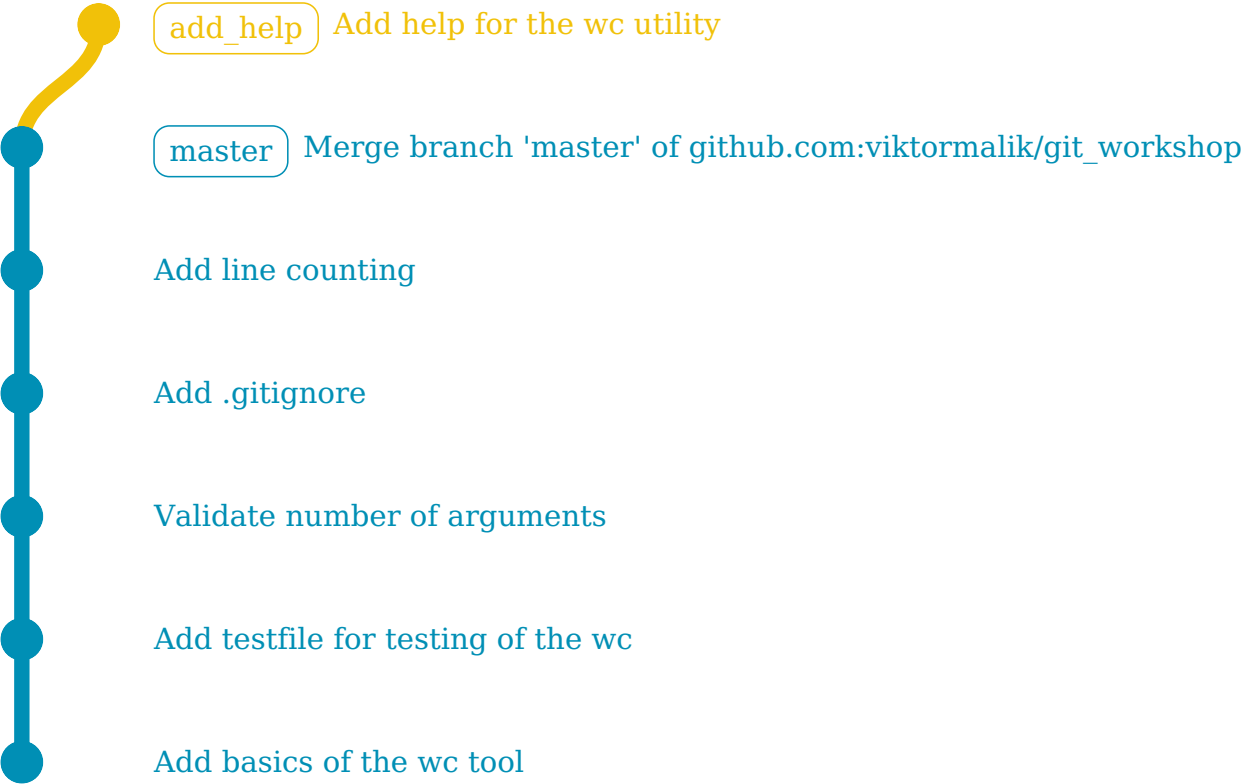 add_help Add help for the wc utility
master Merge branch 'master' of github.com:viktormalik/git_workshop
Add line counting
Add .gitignore
Validate number of arguments
Add testfile for testing of the wc
Add basics of the wc tool